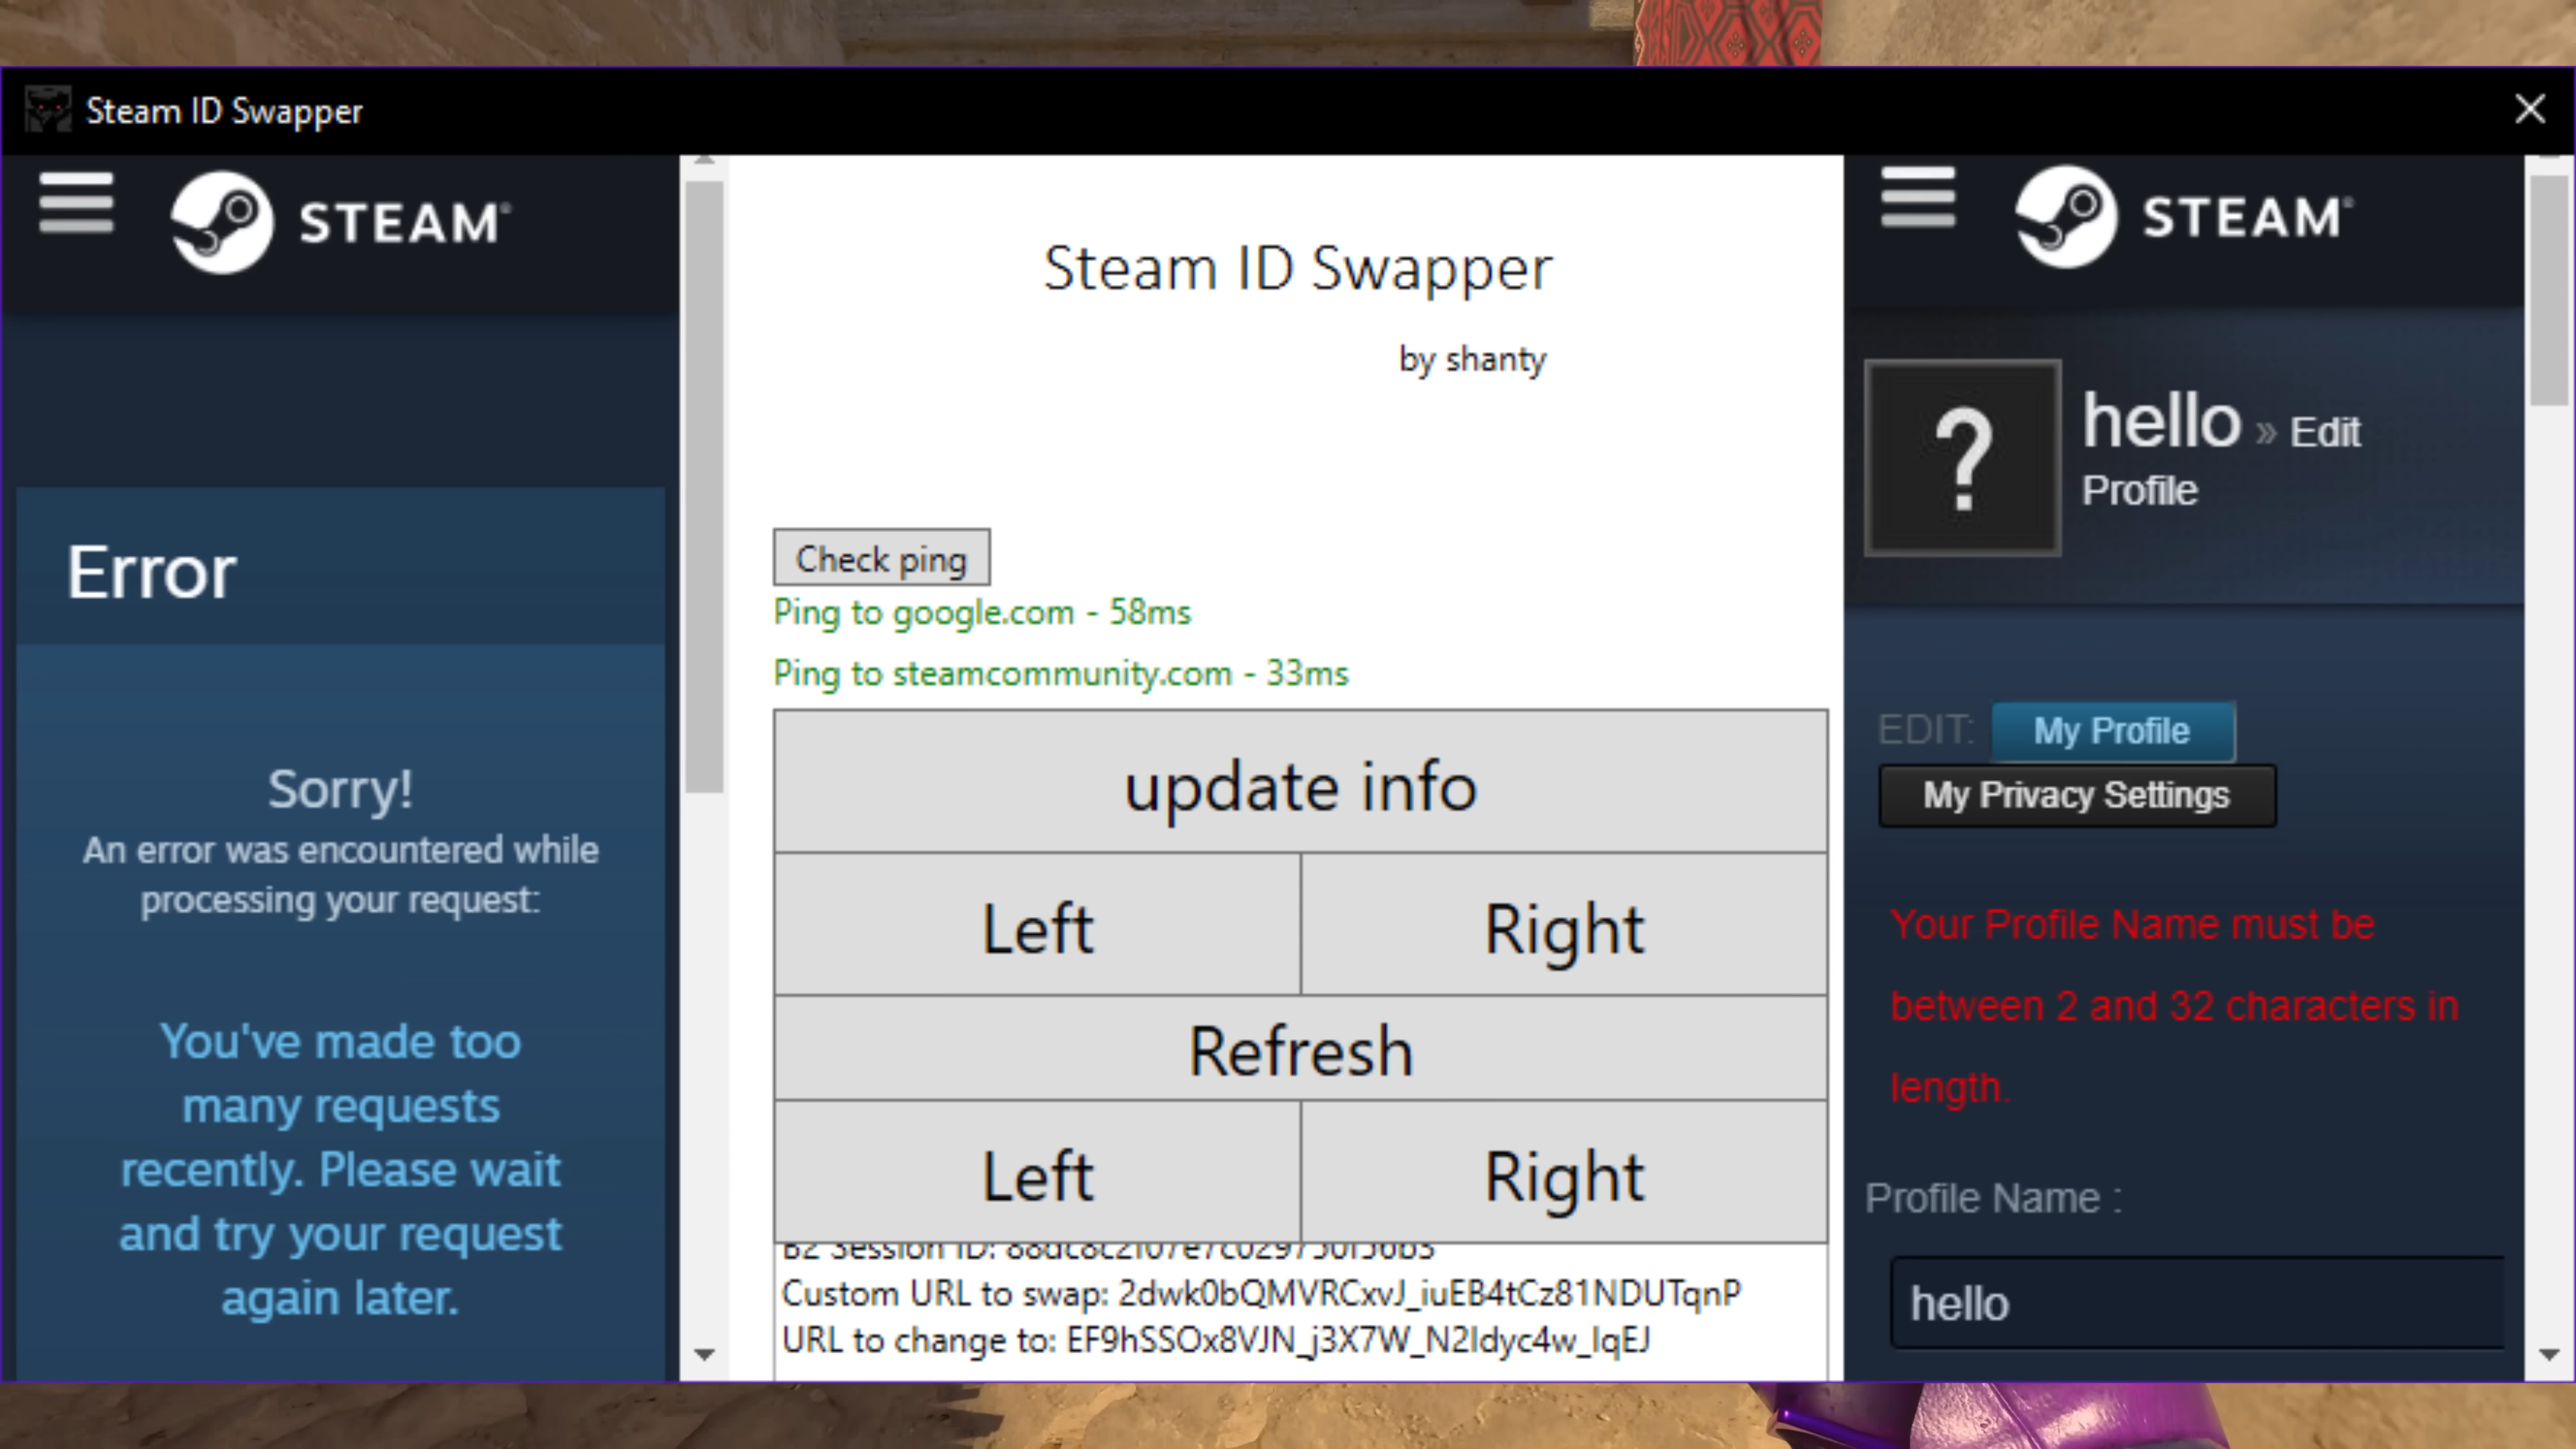 Steam ID Swapper
STEAM®
Error
Sorry!
An error was encountered while
processing your request:
You've made too
many requests
recently. Please wait
and try your request
again later.
Steam ID Swapper
by shanty
Check ping
Ping to google.com - 58ms
Ping to steamcommunity.com - 33ms
update info
Left Right
Refresh
Left Right
B2 Session ID:
Custom URL to swap: 2dwk0bQMVRCxvJ_iuEB4tCz81NDUTqnP
URL to change to: EF9hSSOx8VJN_j3X7W_N2Idyc4w_IqEJ
STEAM®
hello » Edit
Profile
EDIT: My Profile
My Privacy Settings
Your Profile Name must be
between 2 and 32 characters in
length.
Profile Name :
hello